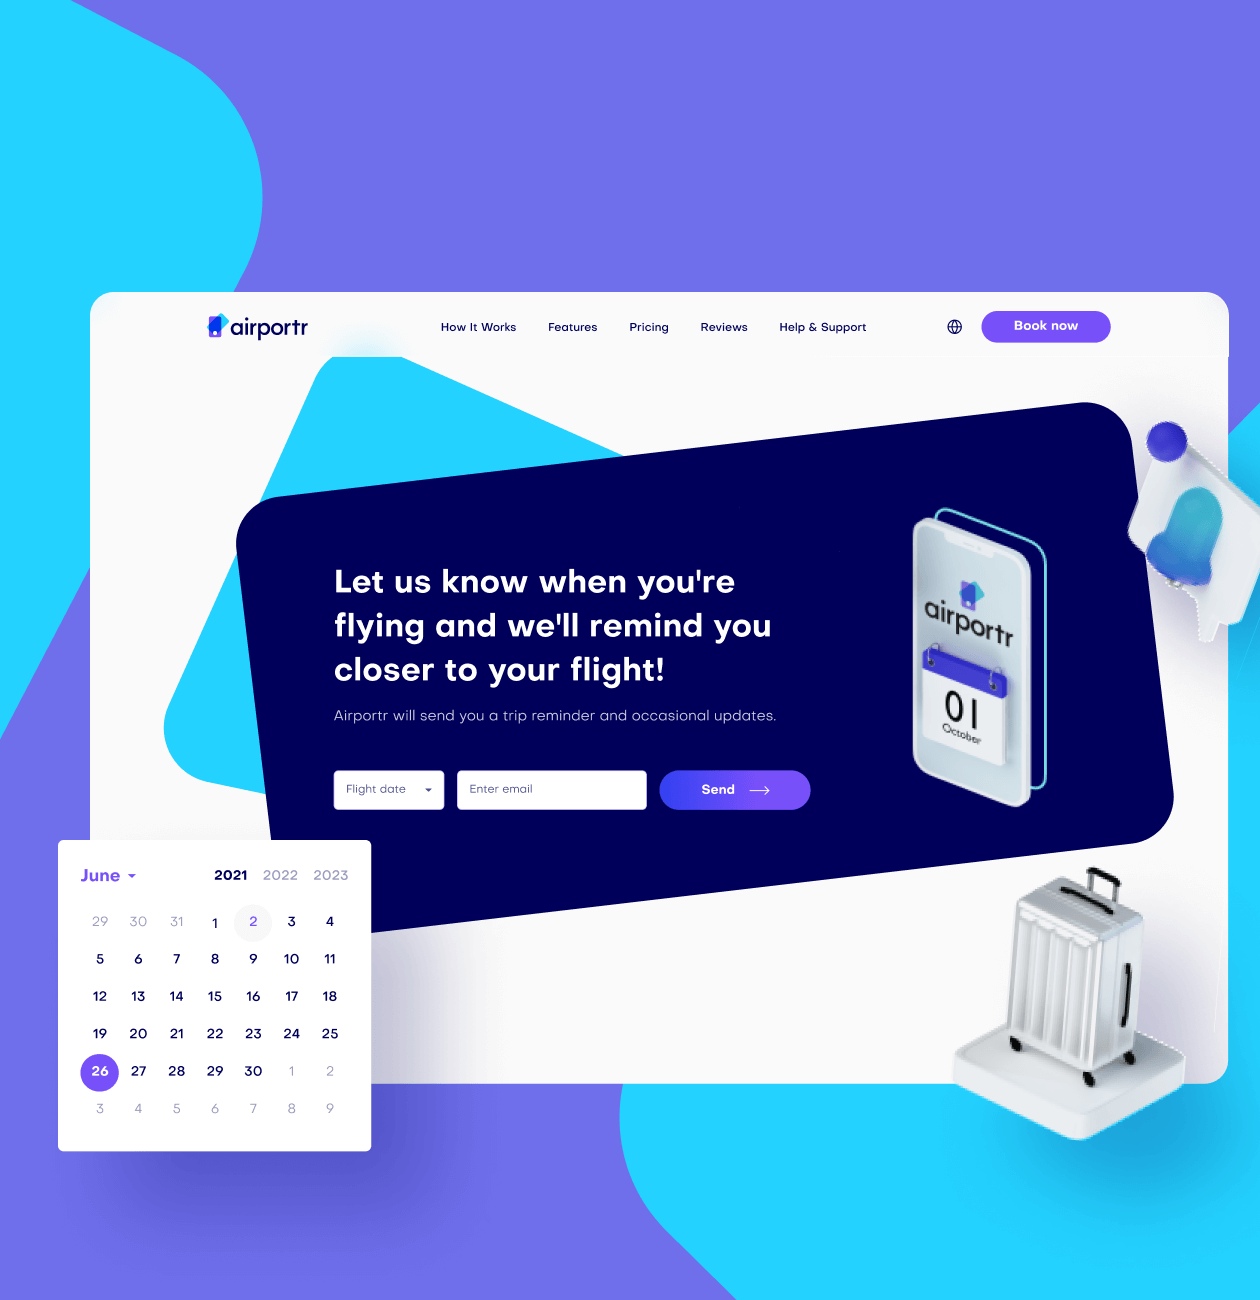 airportr
How It Works Features Pricing Reviews Help & Support
Book now
Let us know when you're
flying and we'll remind you
closer to your flight!
Airportr will send you a trip reminder and occasional updates.
Flight date
Enter email
Send
airportr
01
October
June 2021 2022 2023
29 30 31 1 2 3 4
5 6 7 8 9 10 11
12 13 14 15 16 17 18
19 20 21 22 23 24 25
26 27 28 29 30 1 2
3 4 5 6 7 8 9